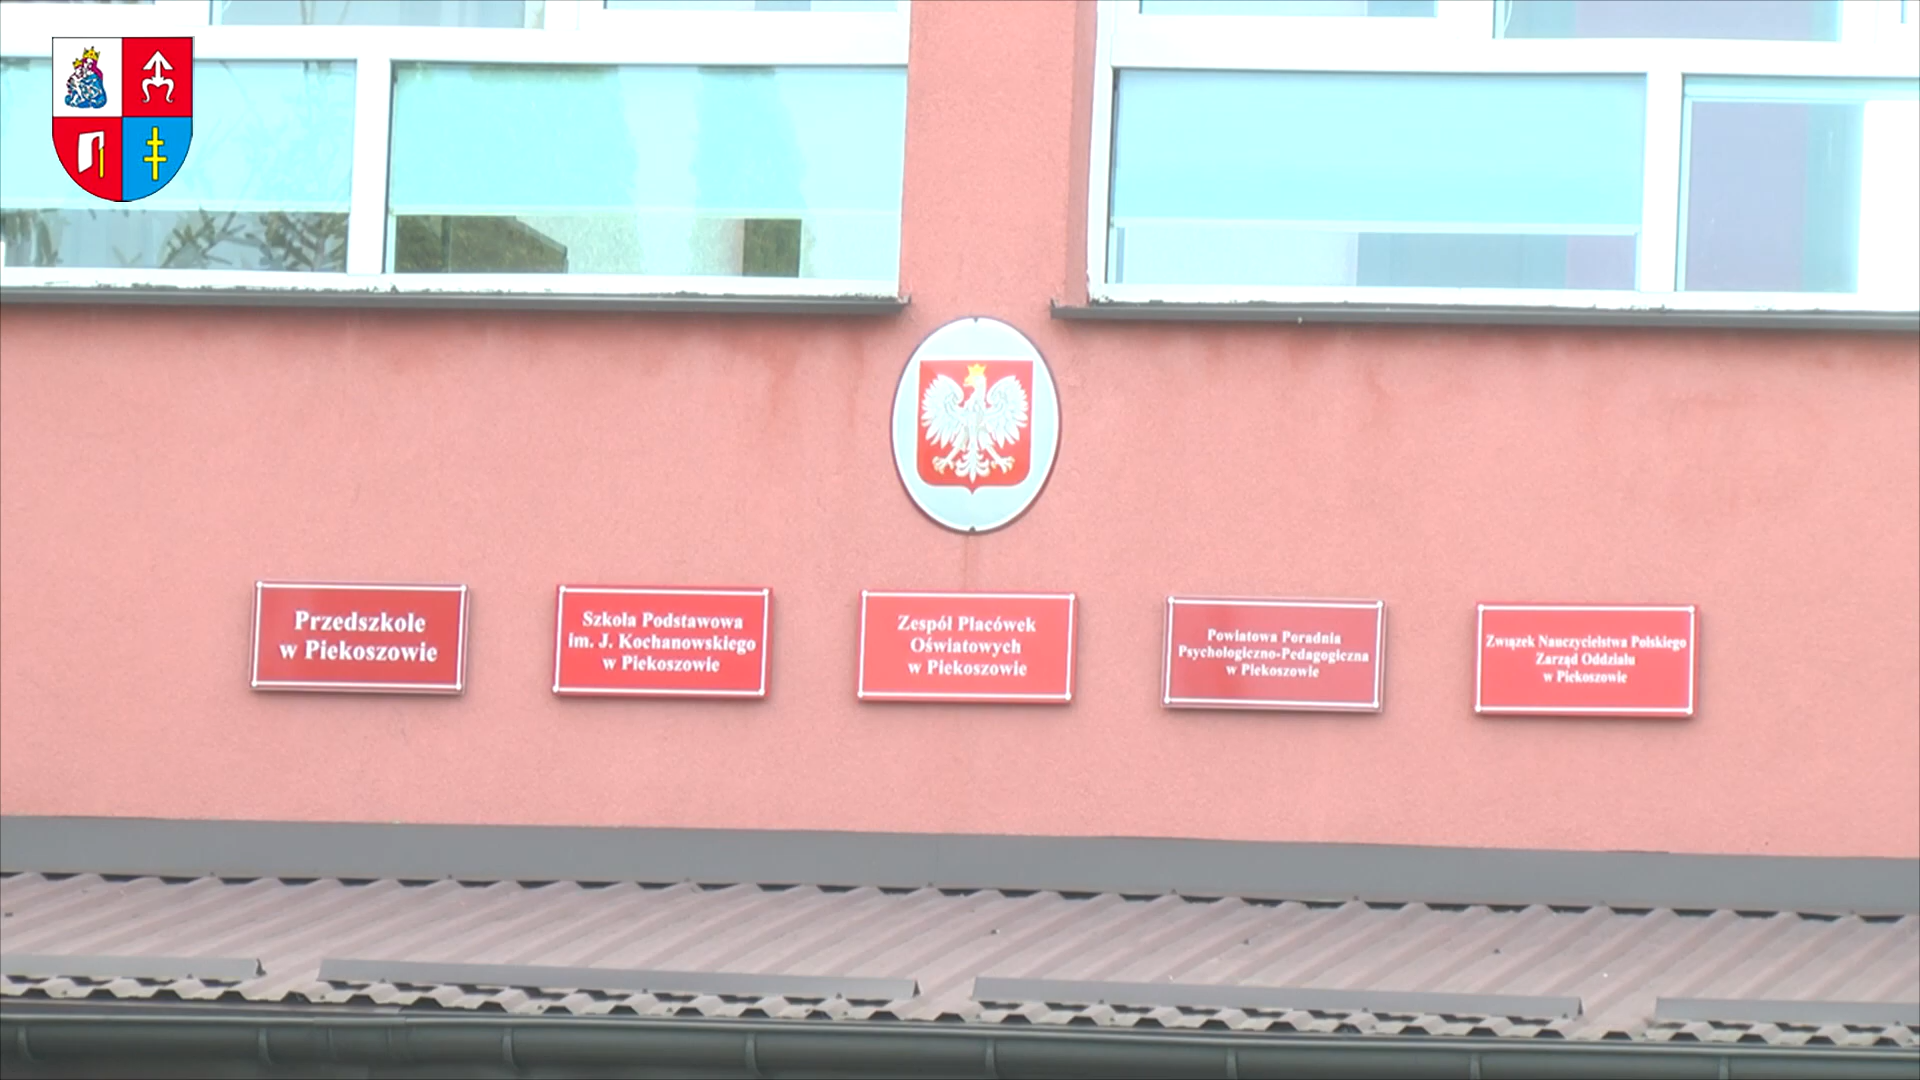 Przedszkole
w Piekoszowie
Szkoła Podstawowa
im. J. Kochanowskiego
w Piekoszowie
Zespół Placówek
Oświatowych
w Piekoszowie
Powiatowa Poradnia
Psychologiczno-Pedagogiczna
w Piekoszowie
Związek Nauczycielstwa Polskiego
Zarząd Oddziału
w Piekoszowie